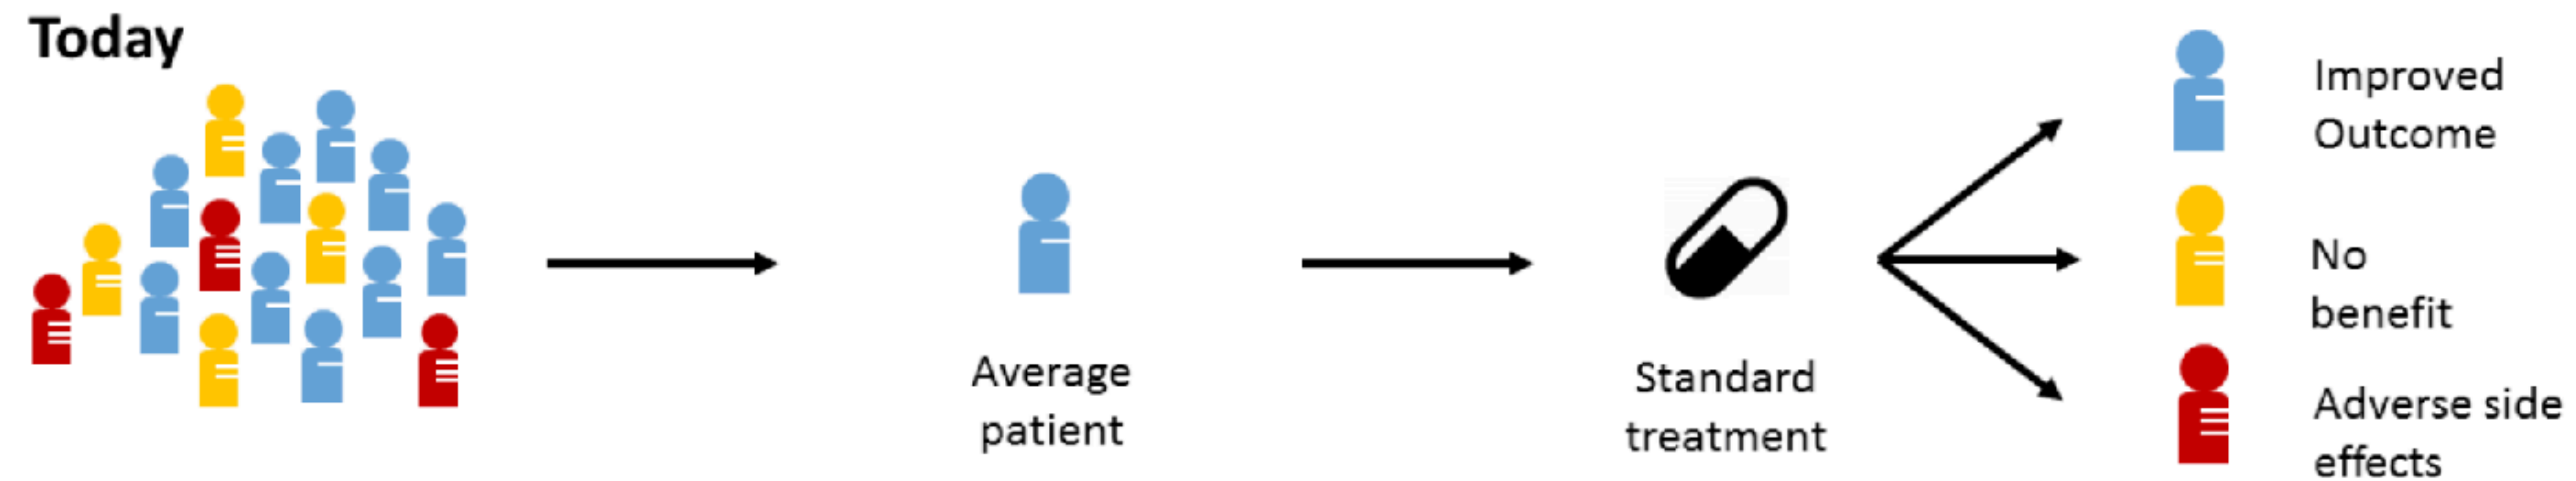 Today
Average
patient
Standard
treatment
Improved
Outcome
No
benefit
Adverse side
effects